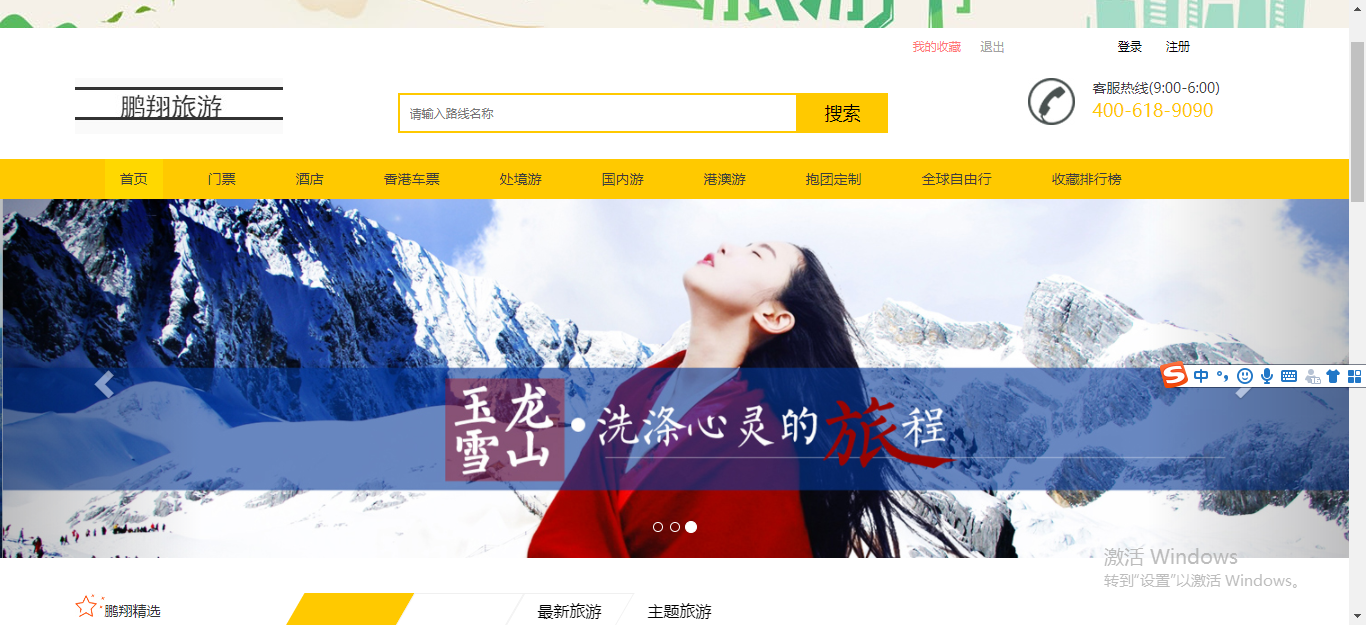 我的收藏 退出 登录 注册
鹏翔旅游
请输入路线名称 搜索
客服热线(9:00-6:00)
400-618-9090
首页 门票 酒店 香港车票 处境游 国内游 港澳游 抱团定制 全球自由行 收藏排行榜
中
玉龙
雪山
洗涤心灵的旅程
激活 Windows
转到"设置"以激活 Windows。
鹏翔精选 最新旅游 主题旅游